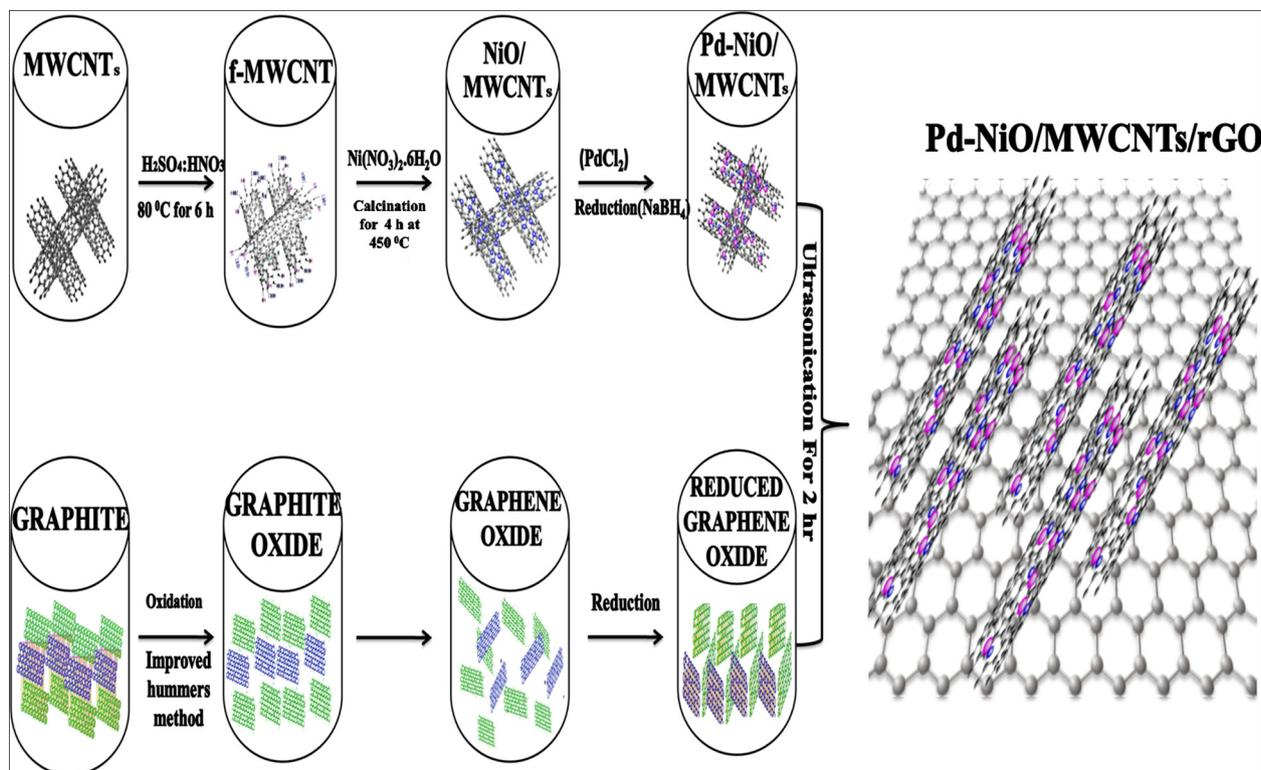 MWCNTs
H₂SO₄:HNO₃
80 ⁰C for 6 h
f-MWCNT
Ni(NO₃)₂.6H₂O
Calcination
for 4 h at
450 ⁰C
NiO/
MWCNTs
(PdCl₂)
Reduction(NaBH₄)
Pd-NiO/
MWCNTs
Ultrasonication For 2 hr
Pd-NiO/MWCNTs/rGO
GRAPHITE
Oxidation
Improved
hummers
method
GRAPHITE
OXIDE
GRAPHENE
OXIDE
Reduction
REDUCED
GRAPHENE
OXIDE